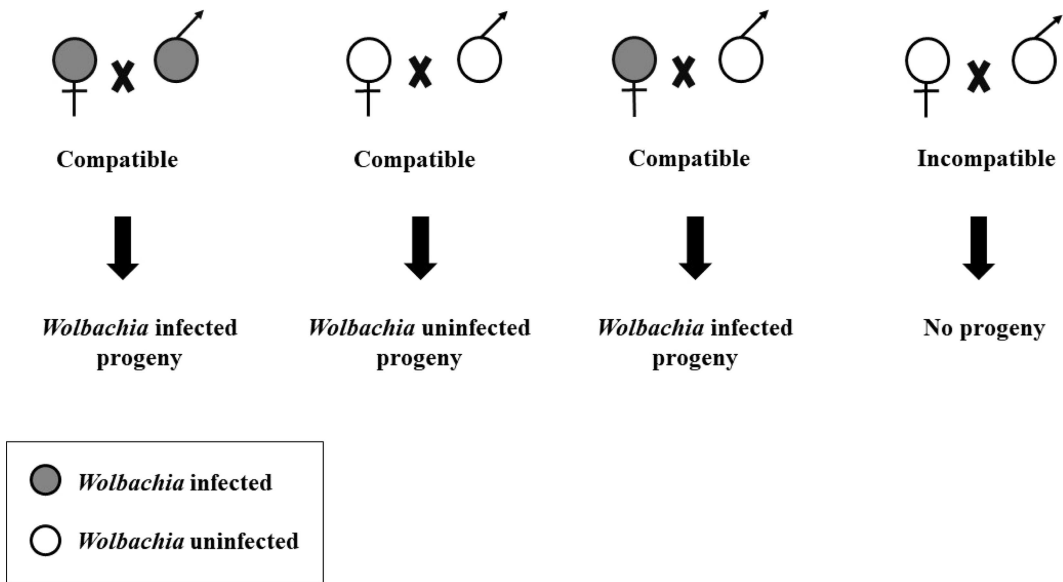 Compatible
Compatible
Compatible
Incompatible
Wolbachia infected
progeny
Wolbachia uninfected
progeny
Wolbachia infected
progeny
No progeny
Wolbachia infected
Wolbachia uninfected